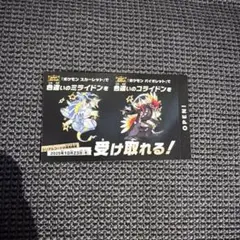 『ポケモン スカーレット』で
色違いのミライドンを
『ポケモン バイオレット』で
色違いのコライドンを
受け取れる!
OPEN!